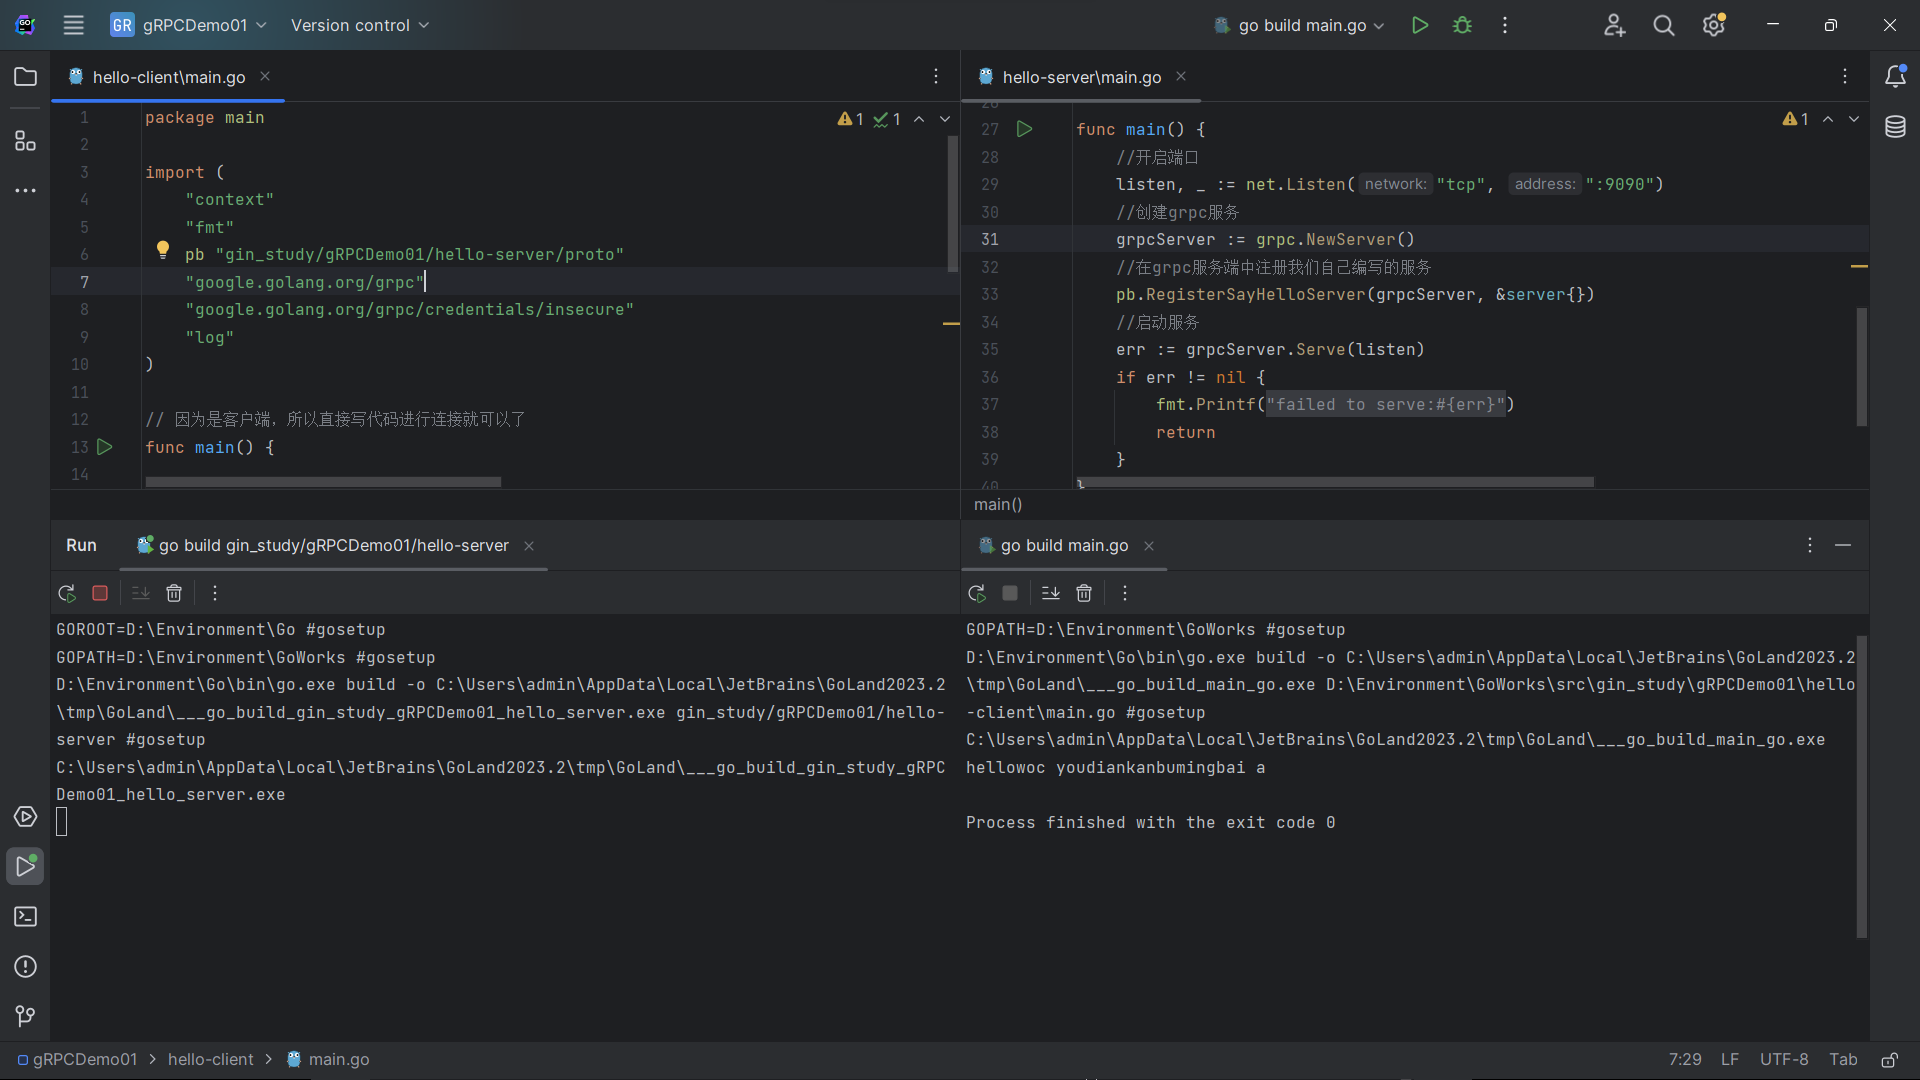 GR gRPCDemo01 Version control go build main.go
hello-client\main.go
1 package main
2
3 import (
4 "context"
5 "fmt"
6 pb "gin_study/gRPCDemo01/hello-server/proto"
7 "google.golang.org/grpc"
8 "google.golang.org/grpc/credentials/insecure"
9 "log"
10 )
11
12 // 因为是客户端，所以直接写代码进行连接就可以了
13 func main() {
14
1 1
hello-server\main.go
26
27 func main() {
28 //开启端口
29 listen, _ := net.Listen( network: "tcp", address: ":9090")
30 //创建grpc服务
31 grpcServer := grpc.NewServer()
32 //在grpc服务端中注册我们自己编写的服务
33 pb.RegisterSayHelloServer(grpcServer, &server{})
34 //启动服务
35 err := grpcServer.Serve(listen)
36 if err != nil {
37 fmt.Printf("failed to serve:#{err}")
38 return
39 }
40 }
1
main()
Run go build gin_study/gRPCDemo01/hello-server
GOROOT=D:\Environment\Go #gosetup
GOPATH=D:\Environment\GoWorks #gosetup
D:\Environment\Go\bin\go.exe build -o C:\Users\admin\AppData\Local\JetBrains\GoLand2023.2
\tmp\GoLand\___go_build_gin_study_gRPCDemo01_hello_server.exe gin_study/gRPCDemo01/hello-
server #gosetup
C:\Users\admin\AppData\Local\JetBrains\GoLand2023.2\tmp\GoLand\___go_build_gin_study_gRPC
Demo01_hello_server.exe
go build main.go
GOPATH=D:\Environment\GoWorks #gosetup
D:\Environment\Go\bin\go.exe build -o C:\Users\admin\AppData\Local\JetBrains\GoLand2023.2
\tmp\GoLand\___go_build_main_go.exe D:\Environment\GoWorks\src\gin_study\gRPCDemo01\hello
-client\main.go #gosetup
C:\Users\admin\AppData\Local\JetBrains\GoLand2023.2\tmp\GoLand\___go_build_main_go.exe
hellowoc youdiankanbumingbai a
Process finished with the exit code 0
gRPCDemo01 > hello-client > main.go
7:29 LF UTF-8 Tab